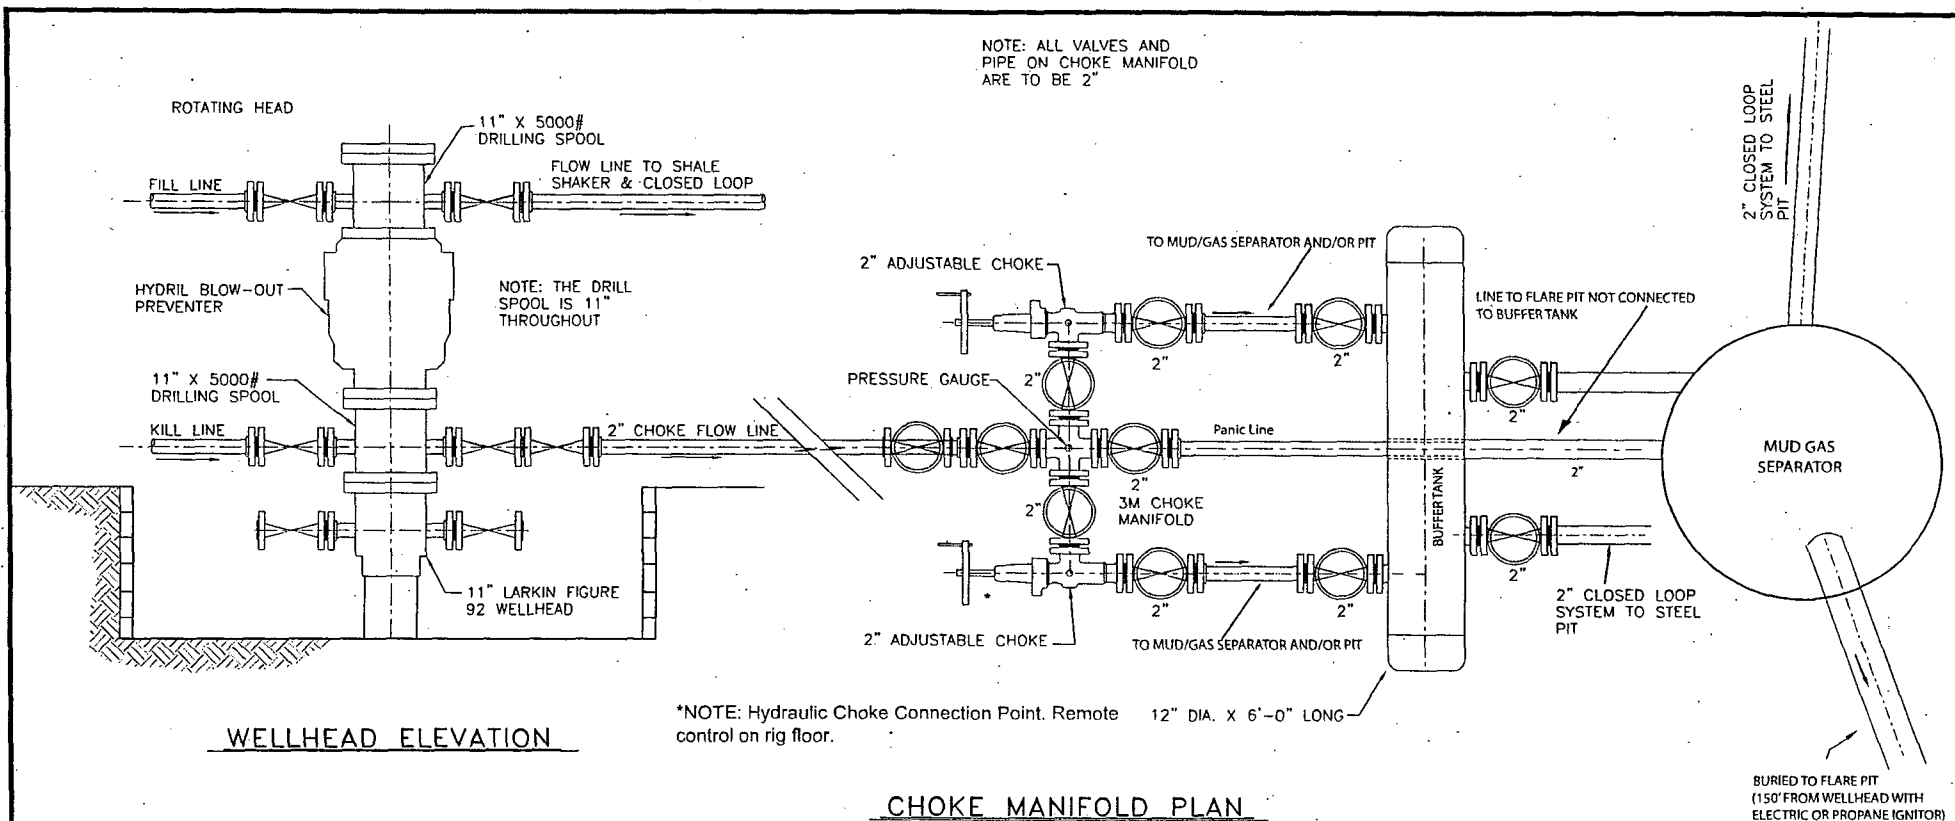 NOTE: ALL VALVES AND
PIPE ON CHOKE MANIFOLD
ARE TO BE 2"
ROTATING HEAD
11" X 5000#
DRILLING SPOOL
FILL LINE
FLOW LINE TO SHALE
SHAKER & CLOSED LOOP
HYDRIL BLOW-OUT
PREVENTER
NOTE: THE DRILL
SPOOL IS 11"
THROUGHOUT
11" X 5000#
DRILLING SPOOL
KILL LINE
2" CHOKE FLOW LINE
11" LARKIN FIGURE
92 WELLHEAD
WELLHEAD ELEVATION
2" ADJUSTABLE CHOKE
TO MUD/GAS SEPARATOR AND/OR PIT
2"
2"
2"
PRESSURE GAUGE
Panic Line
2"
3M CHOKE
MANIFOLD
2"
2"
2"
2" ADJUSTABLE CHOKE
*
TO MUD/GAS SEPARATOR AND/OR PIT
BUFFER TANK
12" DIA. X 6'-0" LONG
*NOTE: Hydraulic Choke Connection Point. Remote
control on rig floor.
CHOKE MANIFOLD PLAN
2" CLOSED LOOP
SYSTEM TO STEEL
PIT
LINE TO FLARE PIT NOT CONNECTED
TO BUFFER TANK
2"
2"
MUD GAS
SEPARATOR
2"
2" CLOSED LOOP
SYSTEM TO STEEL
PIT
BURIED TO FLARE PIT
(150' FROM WELLHEAD WITH
ELECTRIC OR PROPANE IGNITOR)